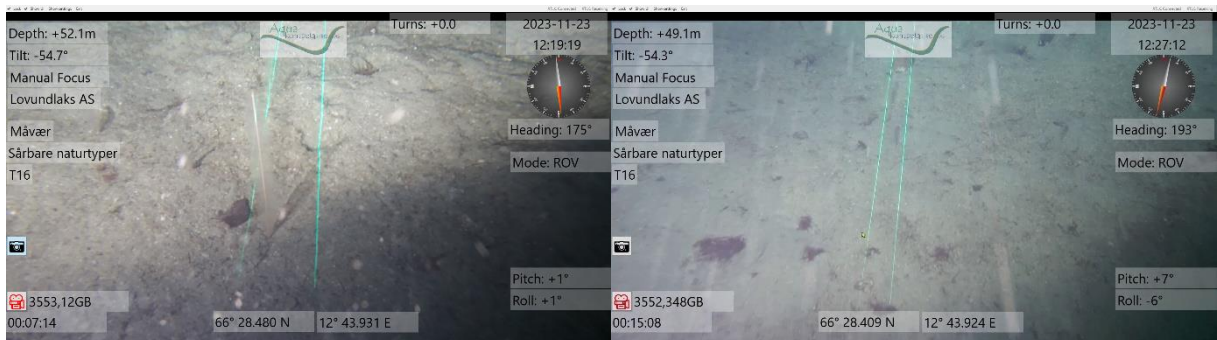 Turns: +0.0
2023-11-23
12:19:19
Depth: +52.1m
Tilt: -54.7°
Manual Focus
Lovundlaks AS
Måvær
Sårbare naturtyper
T16
Heading: 175°
Mode: ROV
Pitch: +1°
Roll: +1°
3553,12GB
00:07:14
66° 28.480 N
12° 43.931 E
Turns: +0.0
2023-11-23
12:27:12
Depth: +49.1m
Tilt: -54.3°
Manual Focus
Lovundlaks AS
Måvær
Sårbare naturtyper
T16
Heading: 193°
Mode: ROV
Pitch: +7°
Roll: -6°
3552,348GB
00:15:08
66° 28.409 N
12° 43.924 E